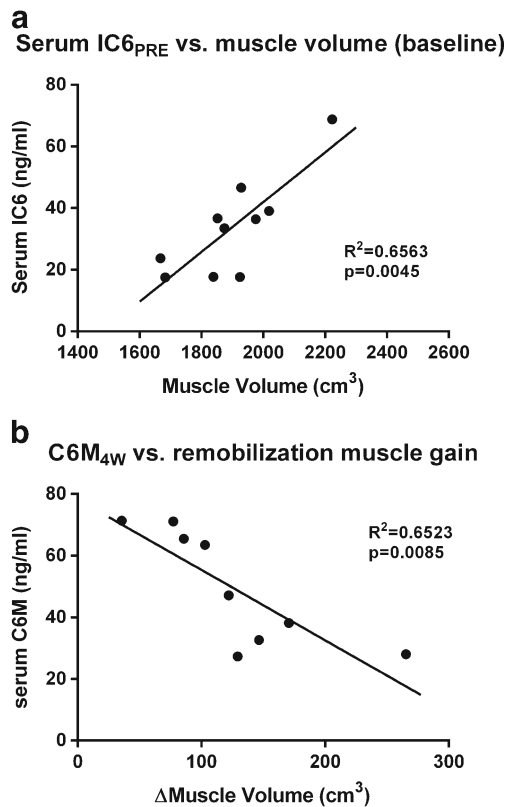 a
Serum IC6PRE vs. muscle volume (baseline)
80
60
40
20
0
Serum IC6 (ng/ml)
R2=0.6563
p=0.0045
1400 1600 1800 2000 2200 2400 2600
Muscle Volume (cm3)
b
C6M4W vs. remobilization muscle gain
80
60
40
20
0
serum C6M (ng/ml)
R2=0.6523
p=0.0085
0 100 200 300
ΔMuscle Volume (cm3)